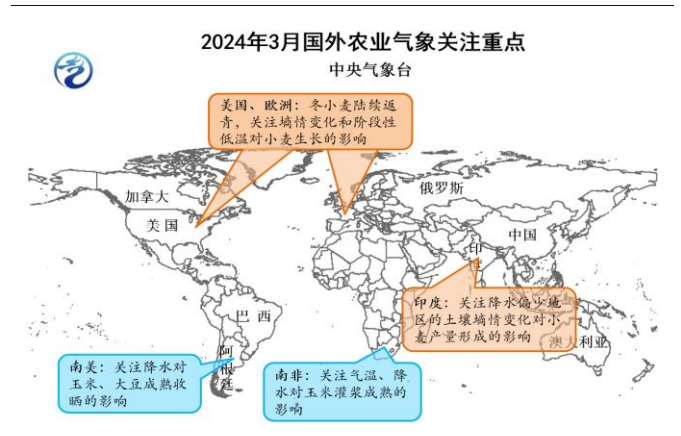 2024年3月国外农业气象关注重点
中央气象台
美国、欧洲：冬小麦陆续返
青，关注墒情变化和阶段性
低温对小麦生长的影响
加拿大
俄罗斯
美国
中国
印度
印度：关注降水偏少地
区的土壤墒情变化对小
麦产量形成的影响
巴西
澳大利亚
阿根廷
南美：关注降水对
玉米、大豆成熟收
晒的影响
南非：关注气温、降
水对玉米灌浆成熟的
影响